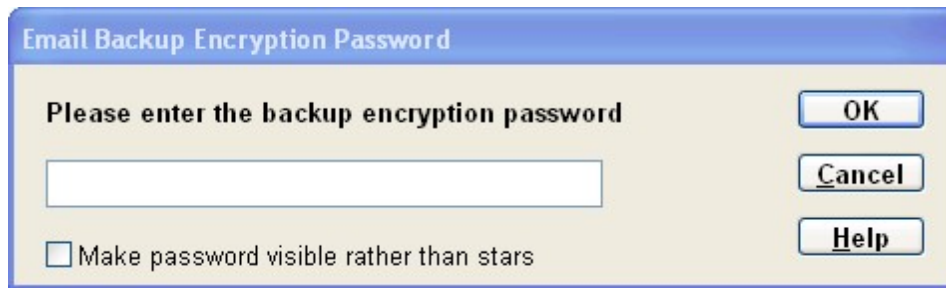 Email Backup Encryption Password
Please enter the backup encryption password
OK
Cancel
Help
Make password visible rather than stars